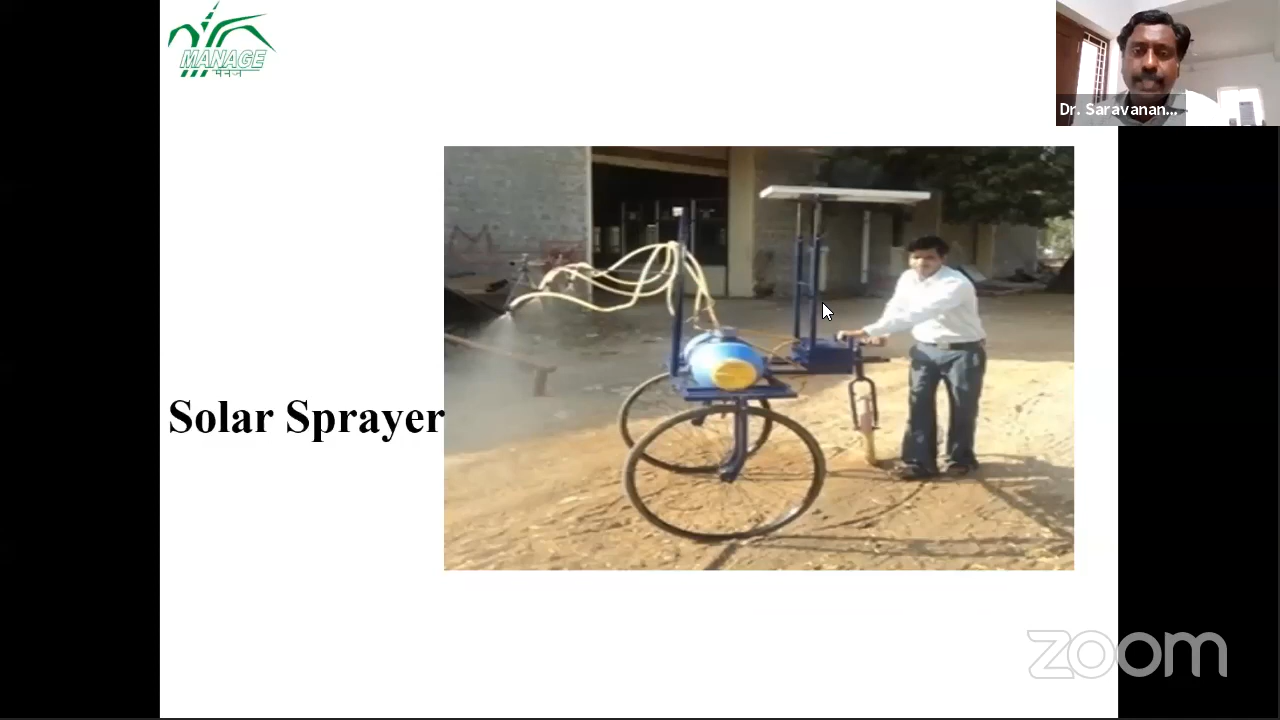 MANAGE
मैनेज
Dr. Saravanan...
Solar Sprayer
zoom